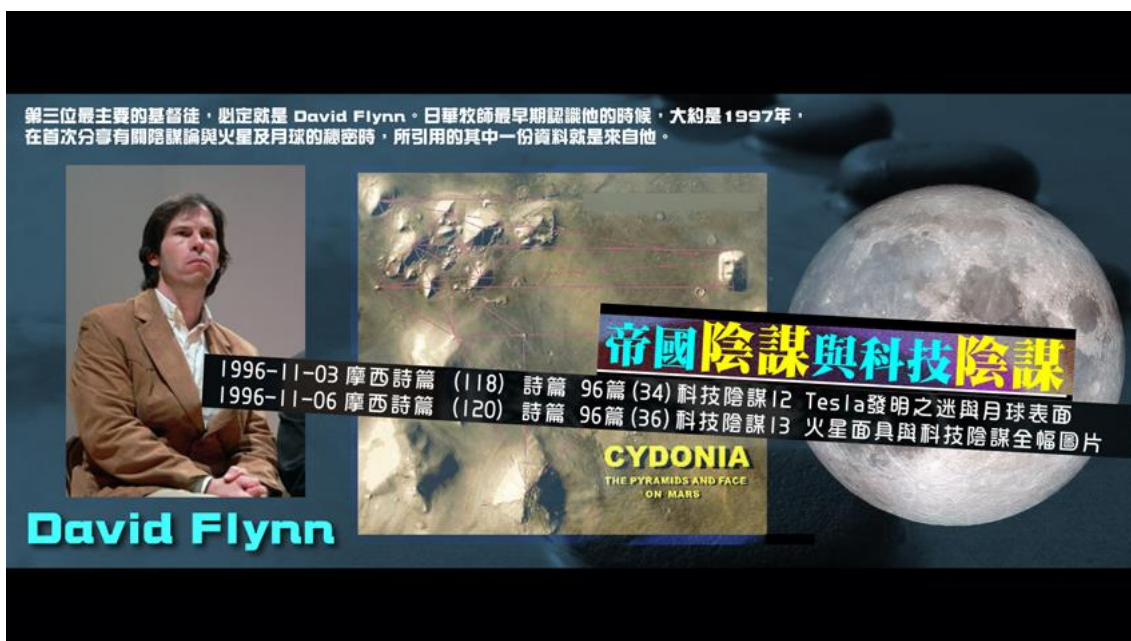 第三位最主要的基督徒，必定就是 David Flynn。日華牧師最早期認識他的時候，大約是1997年，
在首次分享有關陰謀論與火星及月球的秘密時，所引用的其中一份資料就是來自他。
帝國陰謀與科技陰謀
1996-11-03 摩西詩篇 (118) 詩篇 96篇(34)科技陰謀12 Tesla發明之迷與月球表面
1996-11-06 摩西詩篇 (120) 詩篇 96篇(36)科技陰謀13 火星面具與科技陰謀全幅圖片
CYDONIA
THE PYRAMIDS AND FACE
ON MARS
David Flynn